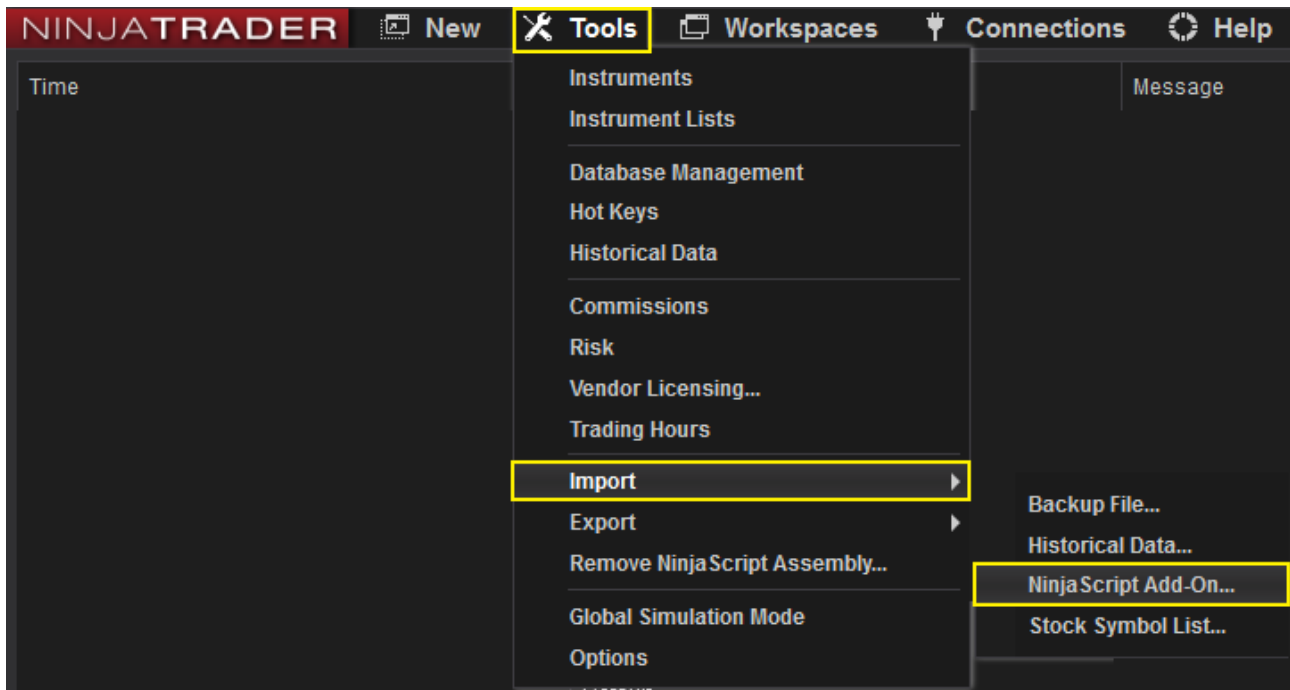 NINJATRADER New Tools Workspaces Connections Help
Time Message
Instruments
Instrument Lists
Database Management
Hot Keys
Historical Data
Commissions
Risk
Vendor Licensing...
Trading Hours
Import
Export
Remove NinjaScript Assembly...
Global Simulation Mode
Options
Backup File...
Historical Data...
NinjaScript Add-On...
Stock Symbol List...